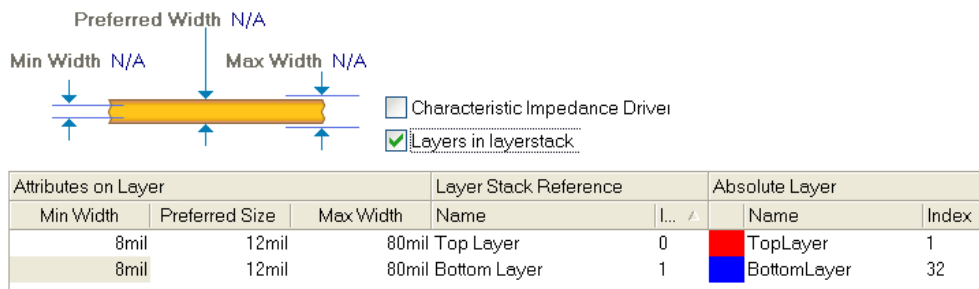 Preferred Width N/A
Min Width N/A Max Width N/A
Characteristic Impedance Driver
Layers in layerstack
Attributes on Layer Layer Stack Reference Absolute Layer
Min Width Preferred Size Max Width Name I... Name Index
8mil 12mil 80mil Top Layer 0 TopLayer 1
8mil 12mil 80mil Bottom Layer 1 BottomLayer 32